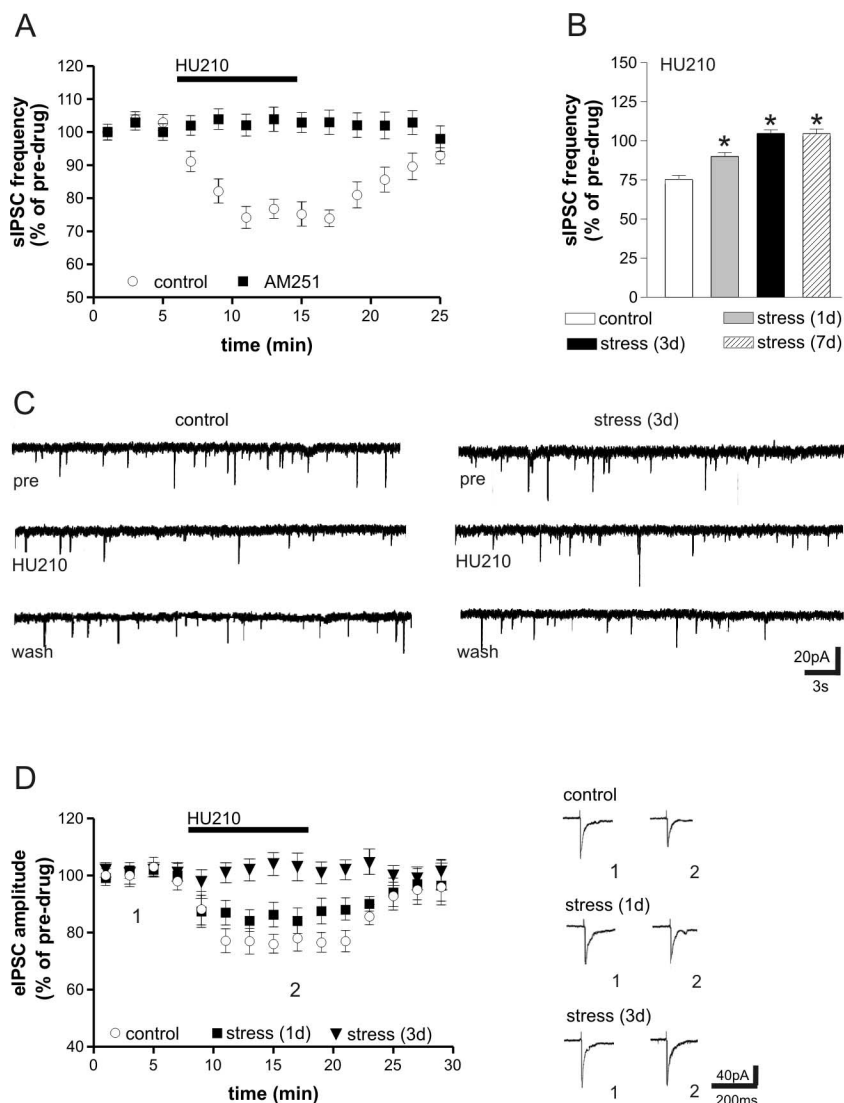 A
HU210
120
110
100
90
80
70
60
50
sIPSC frequency
(% of pre-drug)
control
AM251
0
5
10
15
20
25
time (min)
B
HU210
150
125
100
75
50
25
0
sIPSC frequency
(% of pre-drug)
*
*
*
control
stress (1d)
stress (3d)
stress (7d)
C
control
stress (3d)
pre
pre
HU210
HU210
wash
wash
20pA
3s
D
HU210
120
100
80
60
40
eIPSC amplitude
(% of pre-drug)
1
2
control
stress (1d)
stress (3d)
0
5
10
15
20
25
30
time (min)
control
1
2
stress (1d)
1
2
stress (3d)
1
2
40pA
200ms